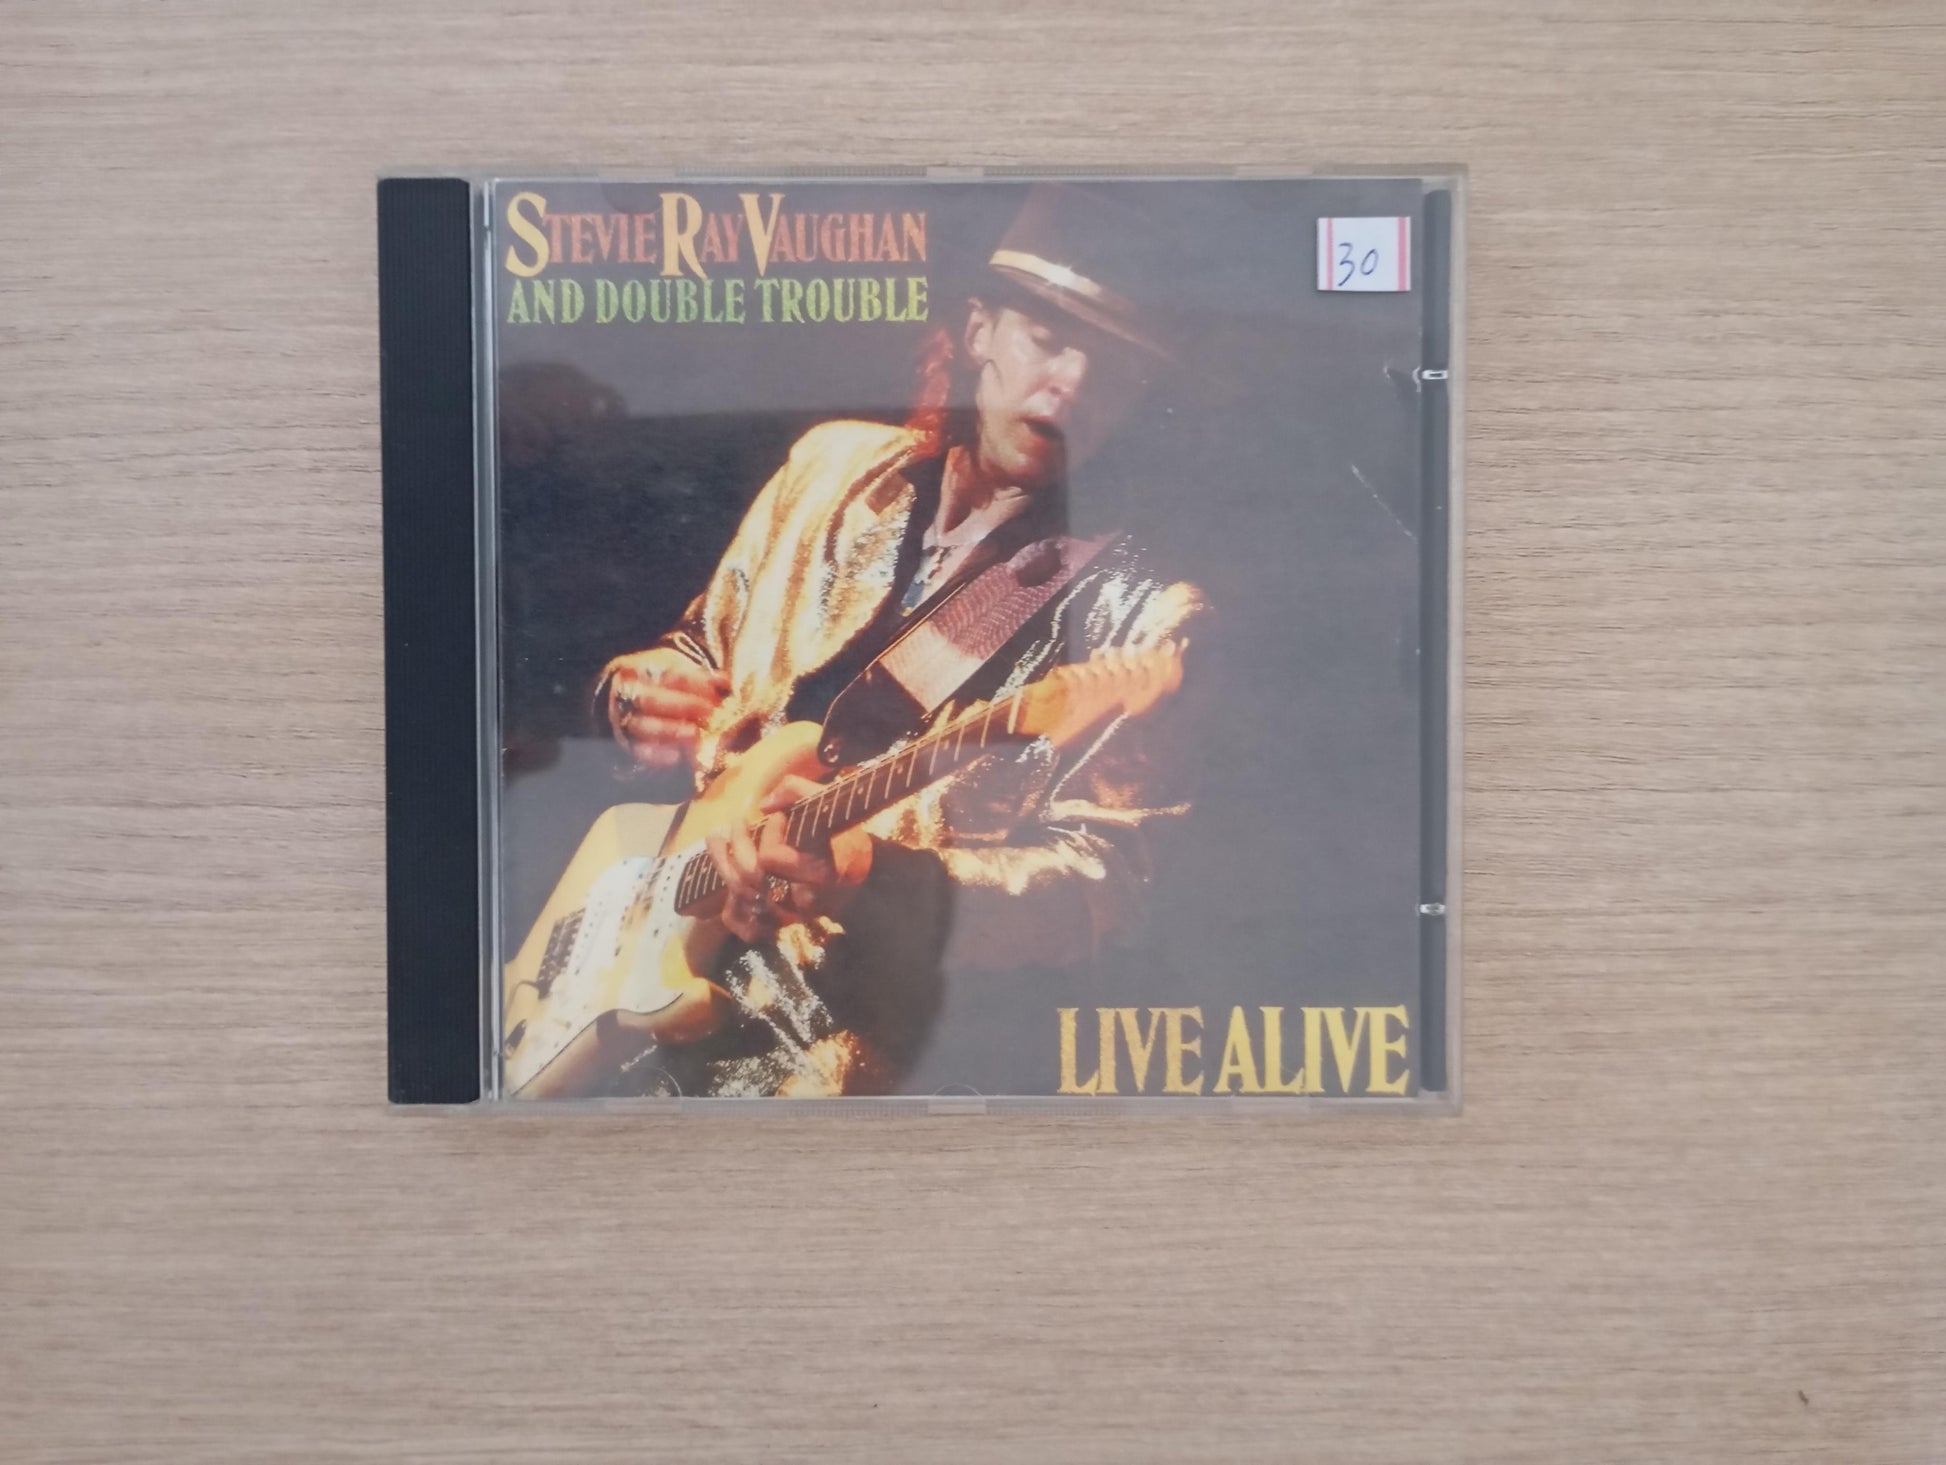 STEVIE RAY VAUGHAN
AND DOUBLE TROUBLE
30
LIVE ALIVE